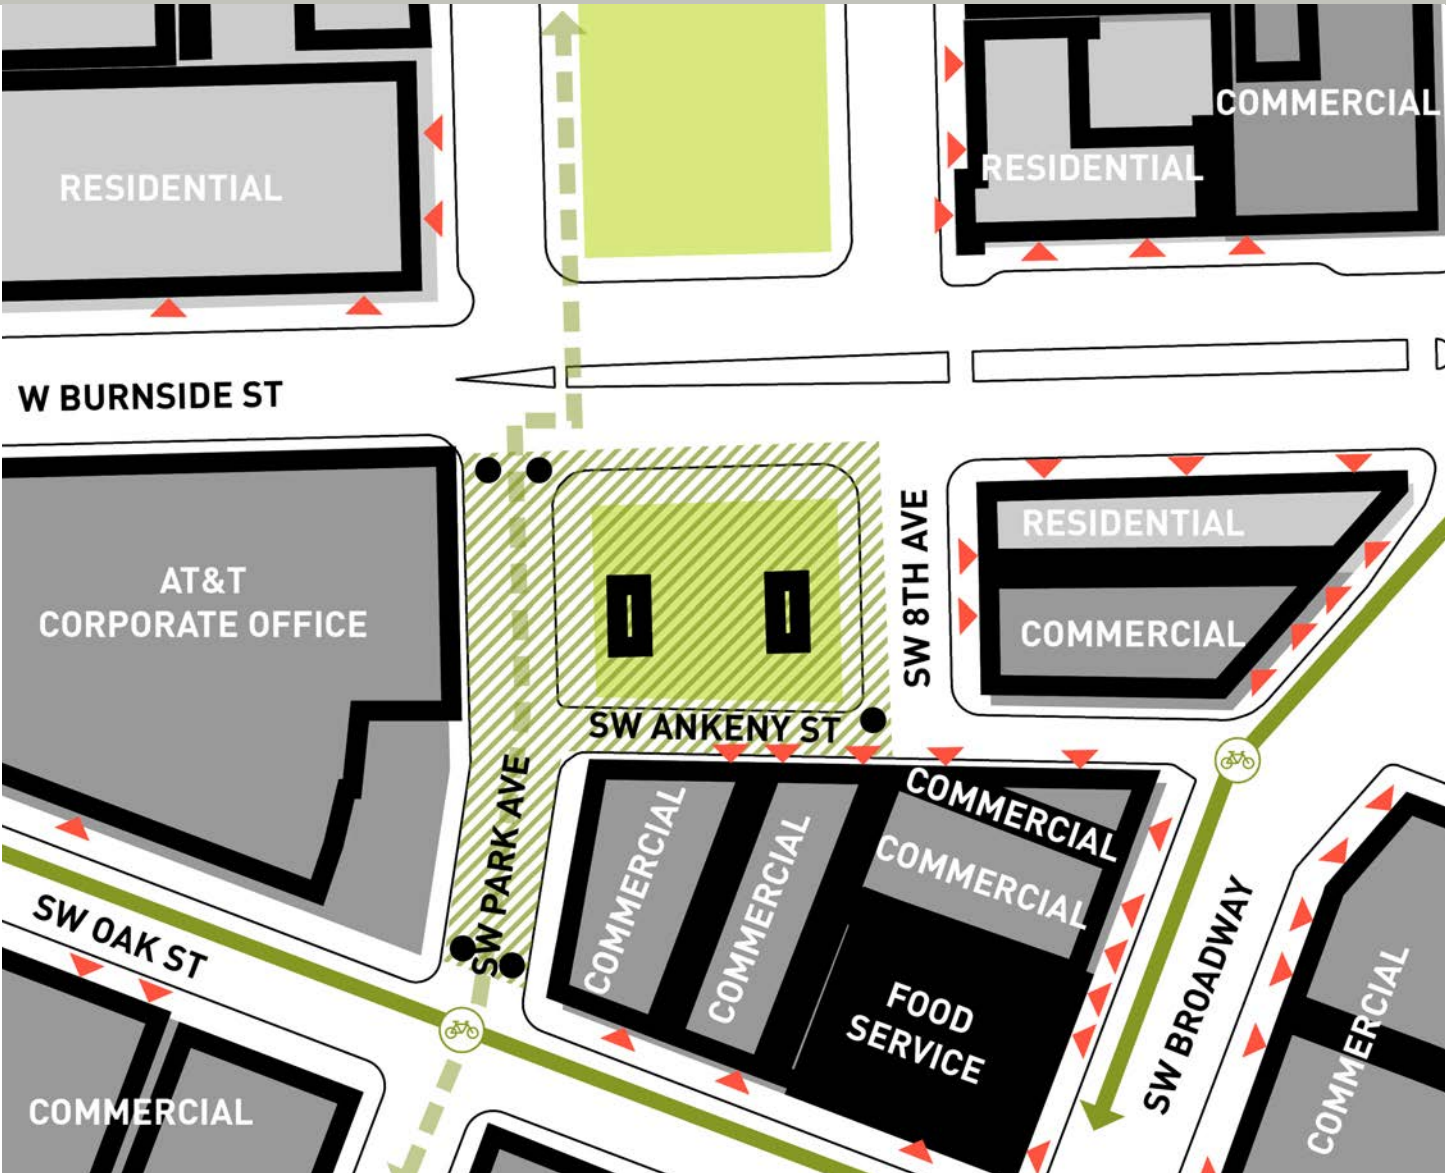 COMMERCIAL
RESIDENTIAL
RESIDENTIAL
W BURNSIDE ST
RESIDENTIAL
SW 8TH AVE
AT&T
CORPORATE OFFICE
COMMERCIAL
SW ANKENY ST
SW PARK AVE
COMMERCIAL
COMMERCIAL
COMMERCIAL
COMMERCIAL
SW OAK ST
FOOD
SERVICE
SW BROADWAY
COMMERCIAL
COMMERCIAL